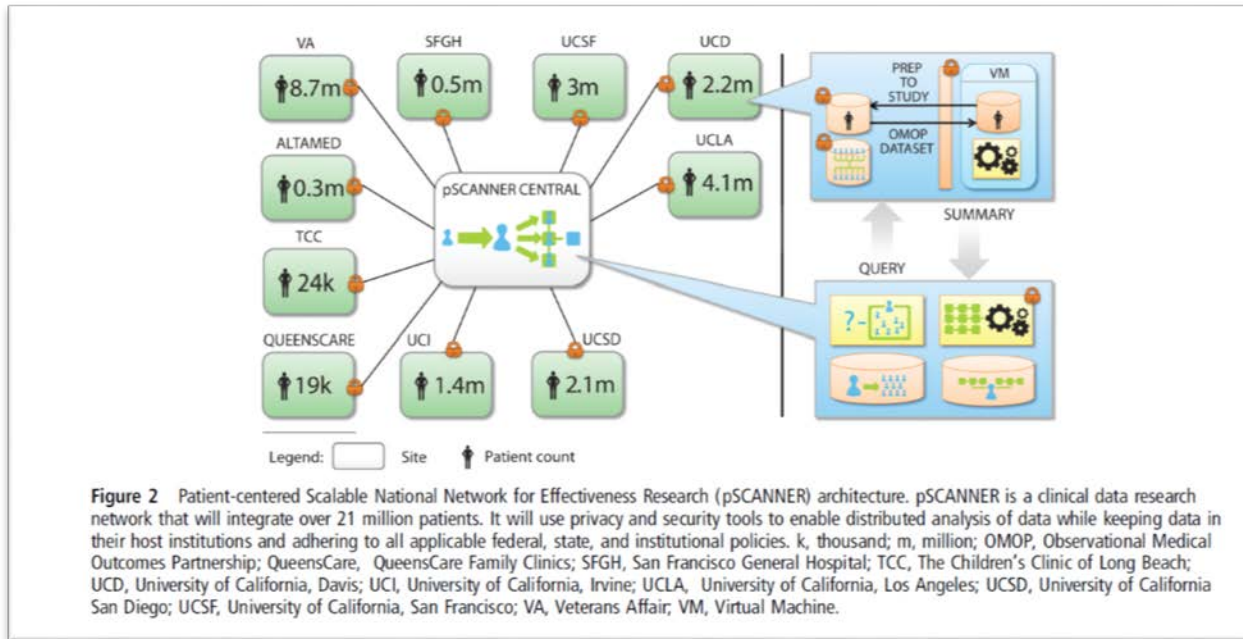 VA
SFGH
UCSF
UCD
8.7m
0.5m
3m
2.2m
ALTAMED
UCLA
0.3m
4.1m
pSCANNER CENTRAL
TCC
24k
QUEENSCARE
UCI
UCSD
19k
1.4m
2.1m
PREP
TO
STUDY
VM
OMOP
DATASET
SUMMARY
QUERY
?-
Legend:
Site
Patient count
Figure 2 Patient-centered Scalable National Network for Effectiveness Research (pSCANNER) architecture. pSCANNER is a clinical data research
network that will integrate over 21 million patients. It will use privacy and security tools to enable distributed analysis of data while keeping data in
their host institutions and adhering to all applicable federal, state, and institutional policies. k, thousand; m, million; OMOP, Observational Medical
Outcomes Partnership; QueensCare, QueensCare Family Clinics; SFGH, San Francisco General Hospital; TCC, The Children's Clinic of Long Beach;
UCD, University of California, Davis; UCI, University of California, Irvine; UCLA, University of California, Los Angeles; UCSD, University of California
San Diego; UCSF, University of California, San Francisco; VA, Veterans Affair; VM, Virtual Machine.